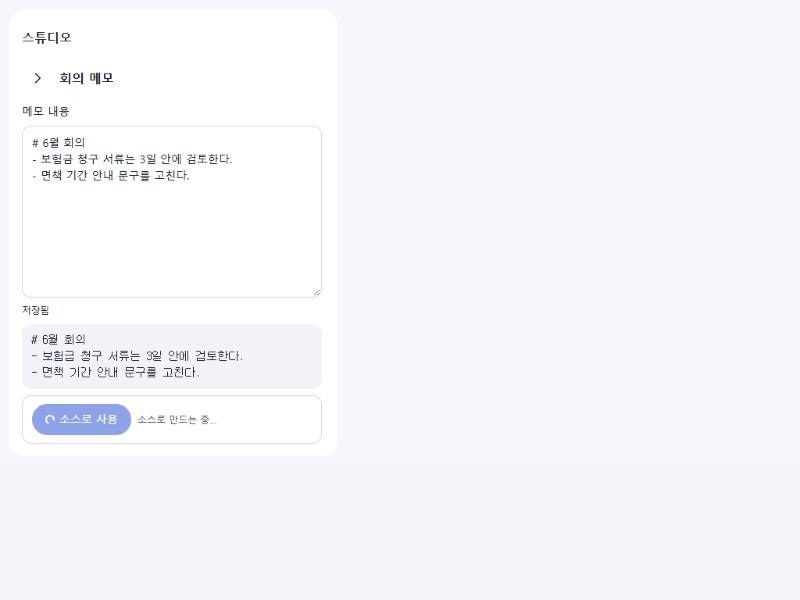 스튜디오
회의 메모
메모 내용
# 6월 회의
- 보험금 청구 서류는 3일 안에 검토한다.
- 면책 기간 안내 문구를 고친다.
저장됨
# 6월 회의
- 보험금 청구 서류는 3일 안에 검토한다.
- 면책 기간 안내 문구를 고친다.
소스로 사용 소스로 만드는 중...